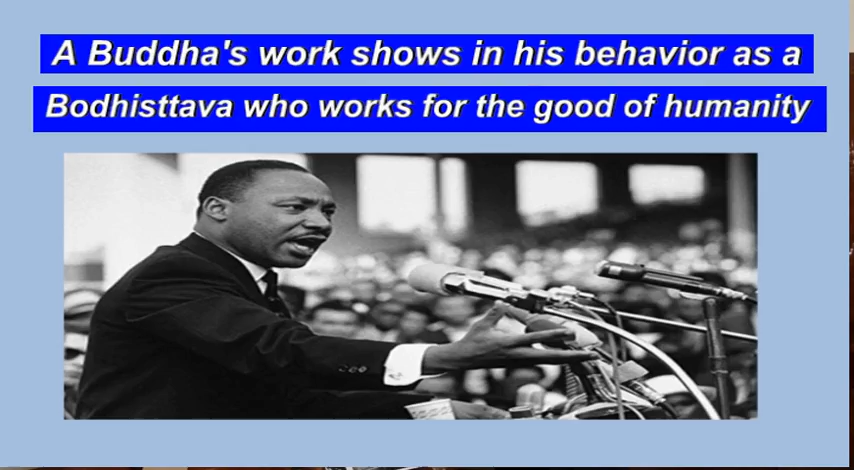 A Buddha's work shows in his behavior as a
Bodhisttava who works for the good of humanity